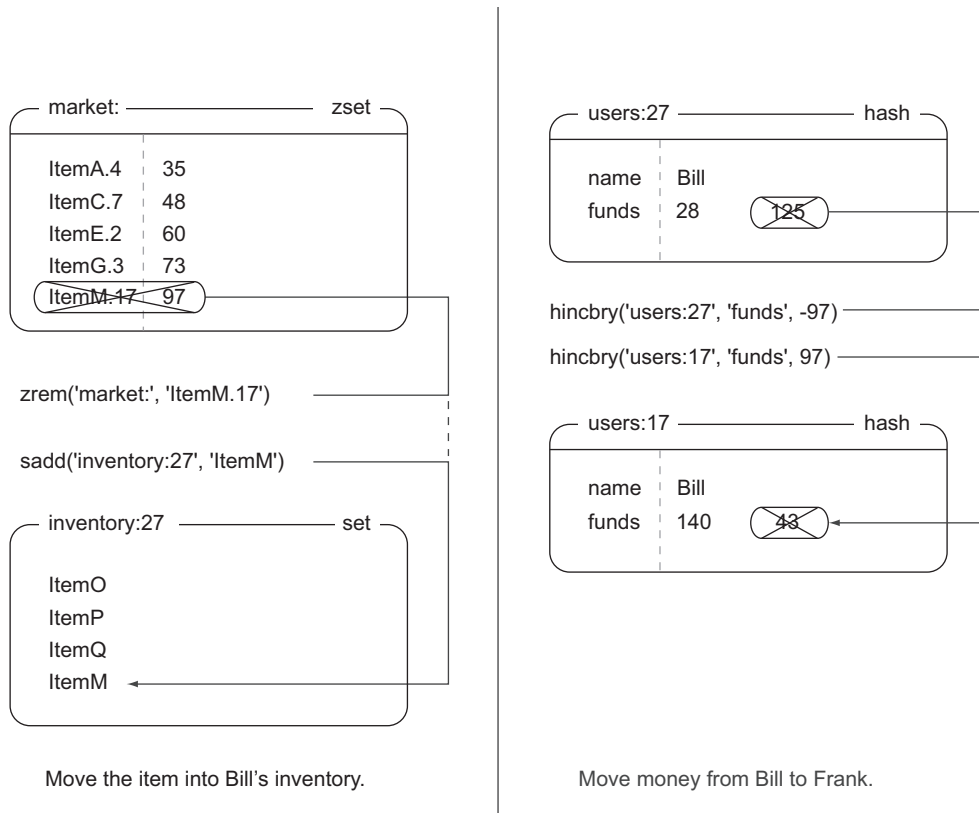 market: zset
ItemA.4 35
ItemC.7 48
ItemE.2 60
ItemG.3 73
ItemM.17 97
zrem('market:', 'ItemM.17')
sadd('inventory:27', 'ItemM')
inventory:27 set
ItemO
ItemP
ItemQ
ItemM
Move the item into Bill’s inventory.
users:27 hash
name Bill
funds 28 125
hincbry('users:27', 'funds', -97)
hincbry('users:17', 'funds', 97)
users:17 hash
name Bill
funds 140 43
Move money from Bill to Frank.